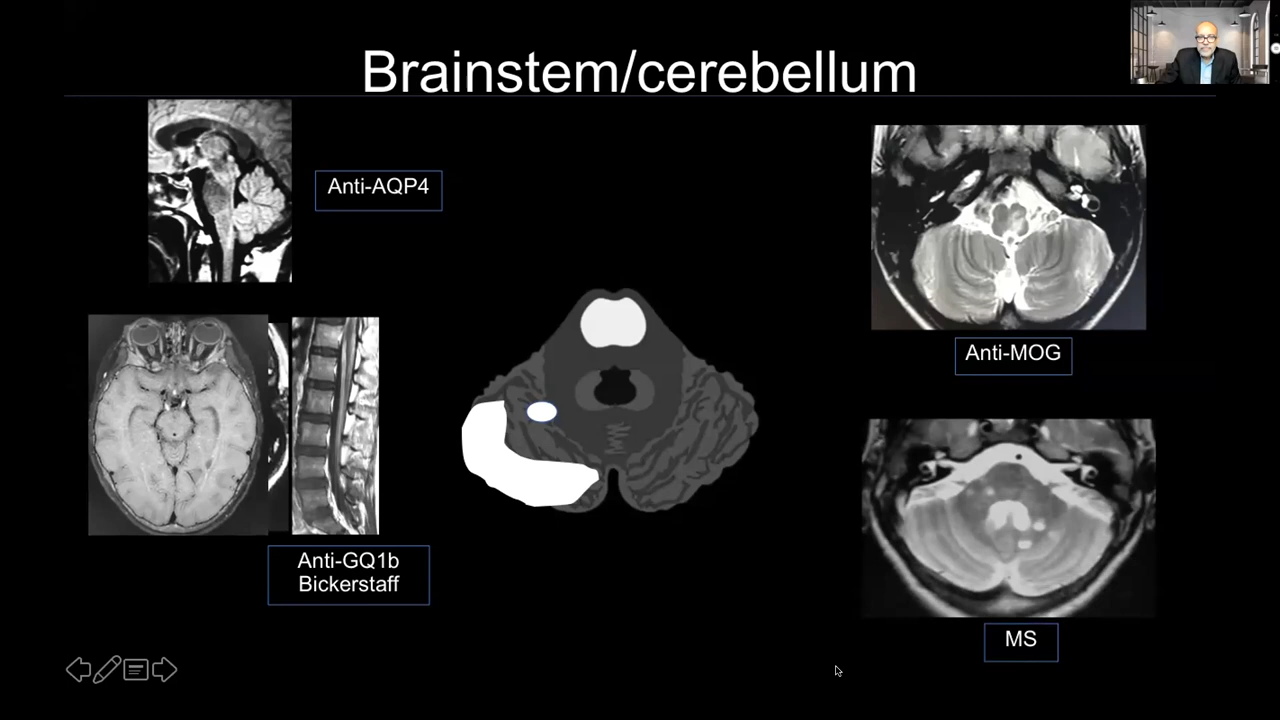 Brainstem/cerebellum
Anti-AQP4
Anti-MOG
Anti-GQ1b
Bickerstaff
MS